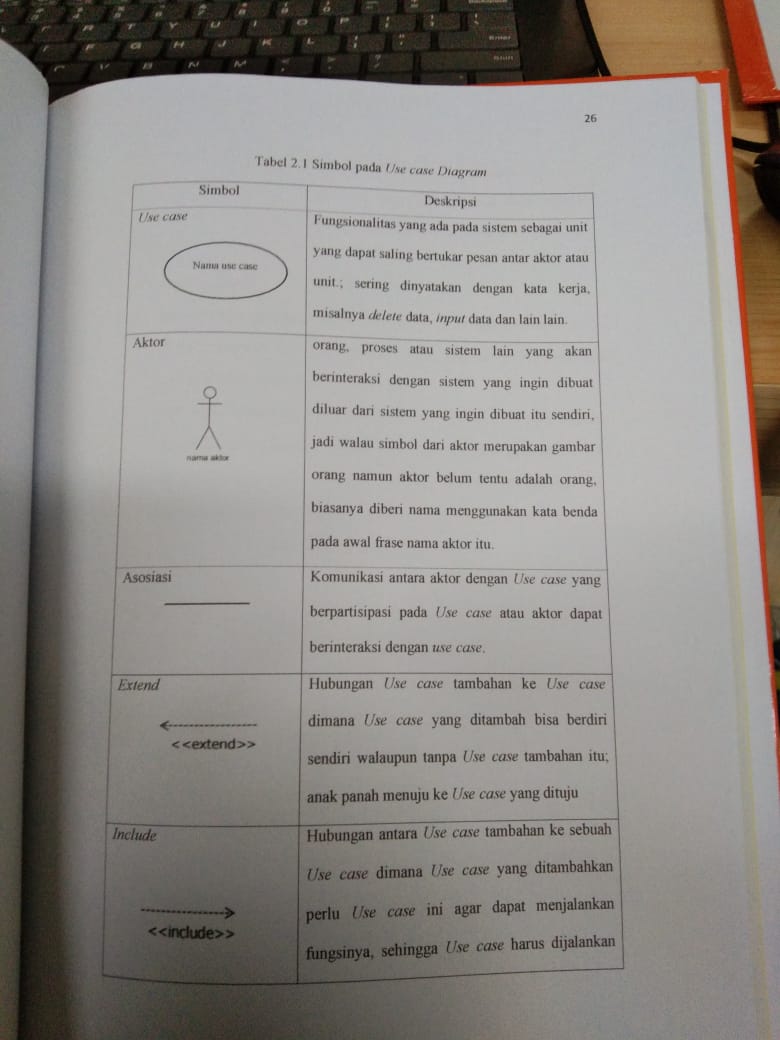 26
Tabel 2.1 Simbol pada Use case Diagram
Simbol
Deskripsi
Use case
Nama use case
Fungsionalitas yang ada pada sistem sebagai unit
yang dapat saling bertukar pesan antar aktor atau
unit.; sering dinyatakan dengan kata kerja,
misalnya delete data, input data dan lain lain.
Aktor
nama aktor
orang, proses atau sistem lain yang akan
berinteraksi dengan sistem yang ingin dibuat
diluar dari sistem yang ingin dibuat itu sendiri,
jadi walau simbol dari aktor merupakan gambar
orang namun aktor belum tentu adalah orang,
biasanya diberi nama menggunakan kata benda
pada awal frase nama aktor itu.
Asosiasi
Komunikasi antara aktor dengan Use case yang
berpartisipasi pada Use case atau aktor dapat
berinteraksi dengan use case.
Extend
<<extend>>
Hubungan Use case tambahan ke Use case
dimana Use case yang ditambah bisa berdiri
sendiri walaupun tanpa Use case tambahan itu;
anak panah menuju ke Use case yang dituju
Include
<<include>>
Hubungan antara Use case tambahan ke sebuah
Use case dimana Use case yang ditambahkan
perlu Use case ini agar dapat menjalankan
fungsinya, sehingga Use case harus dijalankan